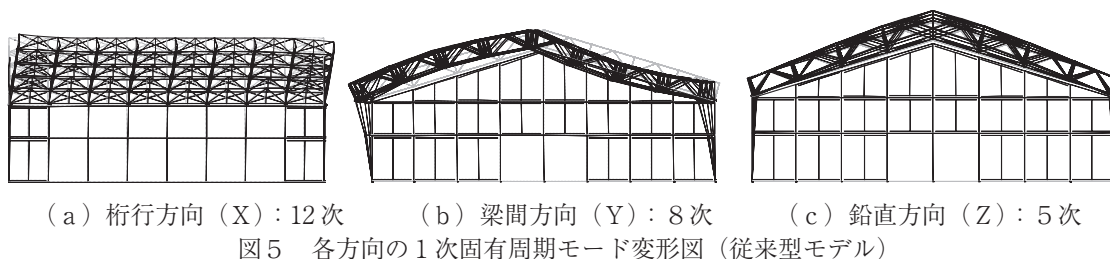 （a）桁行方向（X）：12次　（b）梁間方向（Y）：8次　（c）鉛直方向（Z）：5次
図5　各方向の1次固有周期モード変形図（従来型モデル）